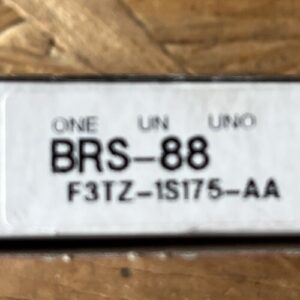 ONE UN UNO
BRS-88
F3TZ-1S175-AA